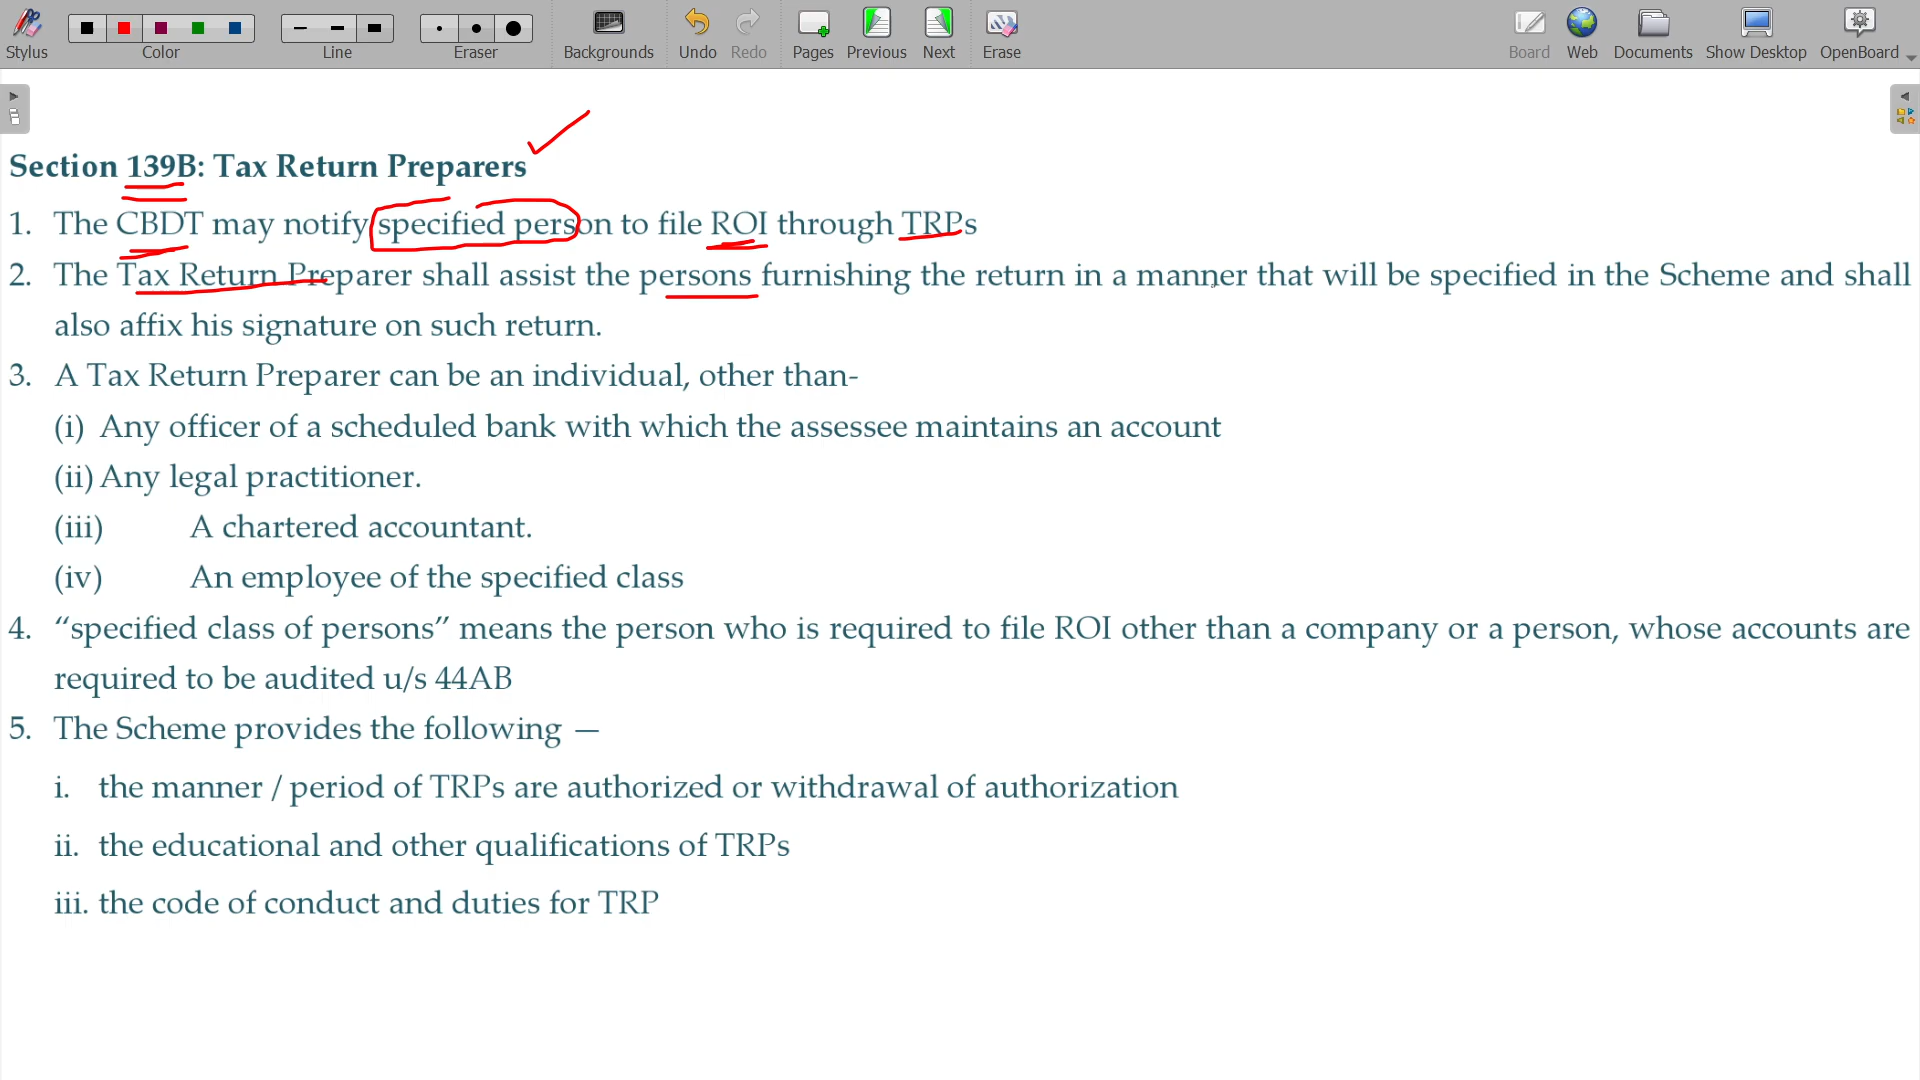 Stylus Color Line Eraser Backgrounds Undo Redo Pages Previous Next Erase Board Web Documents Show Desktop OpenBoard
Section 139B: Tax Return Preparers
1. The CBDT may notify specified person to file ROI through TRPs
2. The Tax Return Preparer shall assist the persons furnishing the return in a manner that will be specified in the Scheme and shall
also affix his signature on such return.
3. A Tax Return Preparer can be an individual, other than-
(i) Any officer of a scheduled bank with which the assessee maintains an account
(ii) Any legal practitioner.
(iii) A chartered accountant.
(iv) An employee of the specified class
4. “specified class of persons” means the person who is required to file ROI other than a company or a person, whose accounts are
required to be audited u/s 44AB
5. The Scheme provides the following —
i. the manner / period of TRPs are authorized or withdrawal of authorization
ii. the educational and other qualifications of TRPs
iii. the code of conduct and duties for TRP